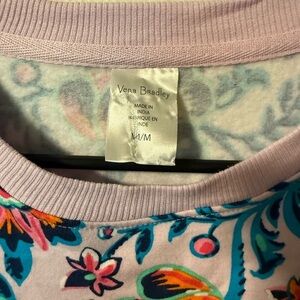 Vera Bradley
MADE IN
INDIA
FABRIQUE EN
INDE
M/M